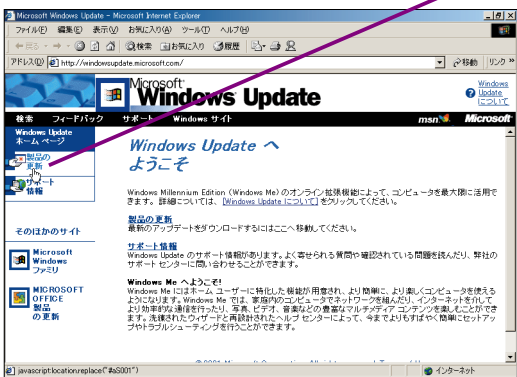 Microsoft Windows Update - Microsoft Internet Explorer
ファイル(F) 編集(E) 表示(V) お気に入り(A) ツール(T) ヘルプ(H)
戻る 検索 お気に入り 履歴
アドレス(D) http://windowsupdate.microsoft.com/ 移動 リンク »
Microsoft
Windows Update
Windows
Update
について
検索 フィードバック サポート Windows サイト msn Microsoft
Windows Update
ホーム ページ
製品の
更新
サポート
情報
そのほかのサイト
Microsoft
Windows
ファミリ
MICROSOFT
OFFICE
製品
の更新
Windows Update へ
ようこそ
Windows Millennium Edition (Windows Me) のオンライン拡張機能によって、コンピュータを最大限に活用で
きます。詳細については、[Windows Update について] をクリックしてください。
製品の更新
最新のアップデートをダウンロードするにはここへ移動してください。
サポート情報
Windows Update のサポート情報があります。よく寄せられる質問や確認されている問題を読んだり、弊社の
サポート センターに問い合わせることができます。
Windows Me へようこそ!
Windows Me にはホーム ユーザーに特化した機能が用意され、より簡単に、より楽しくコンピュータを使える
ようになります。Windows Me では、家庭内のコンピュータでネットワークを組んだり、インターネットを介して
より効率的な通信を行ったり、写真、ビデオ、音楽などの豊富なマルチメディア コンテンツを楽しむことができ
ます。洗練されたウィザードと再設計されたヘルプ センターによって、今までよりもすばやく簡単にセットアッ
プやトラブルシューティングを行うことができます。
javascript:location.replace("#aS001") インターネット